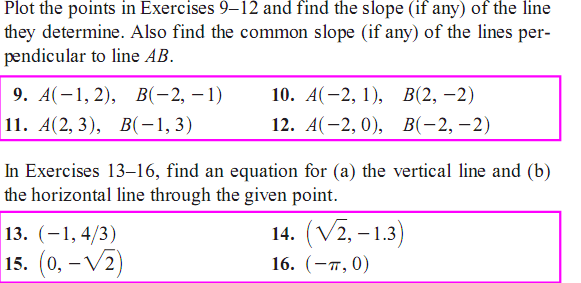 Plot the points in Exercises 9–12 and find the slope (if any) of the line
they determine. Also find the common slope (if any) of the lines per-
pendicular to line AB.
9. A(−1, 2), B(−2, −1) 10. A(−2, 1), B(2, −2)
11. A(2, 3), B(−1, 3) 12. A(−2, 0), B(−2, −2)
In Exercises 13–16, find an equation for (a) the vertical line and (b)
the horizontal line through the given point.
13. (−1, 4/3) 14. (√2, −1.3)
15. (0, −√2) 16. (−π, 0)